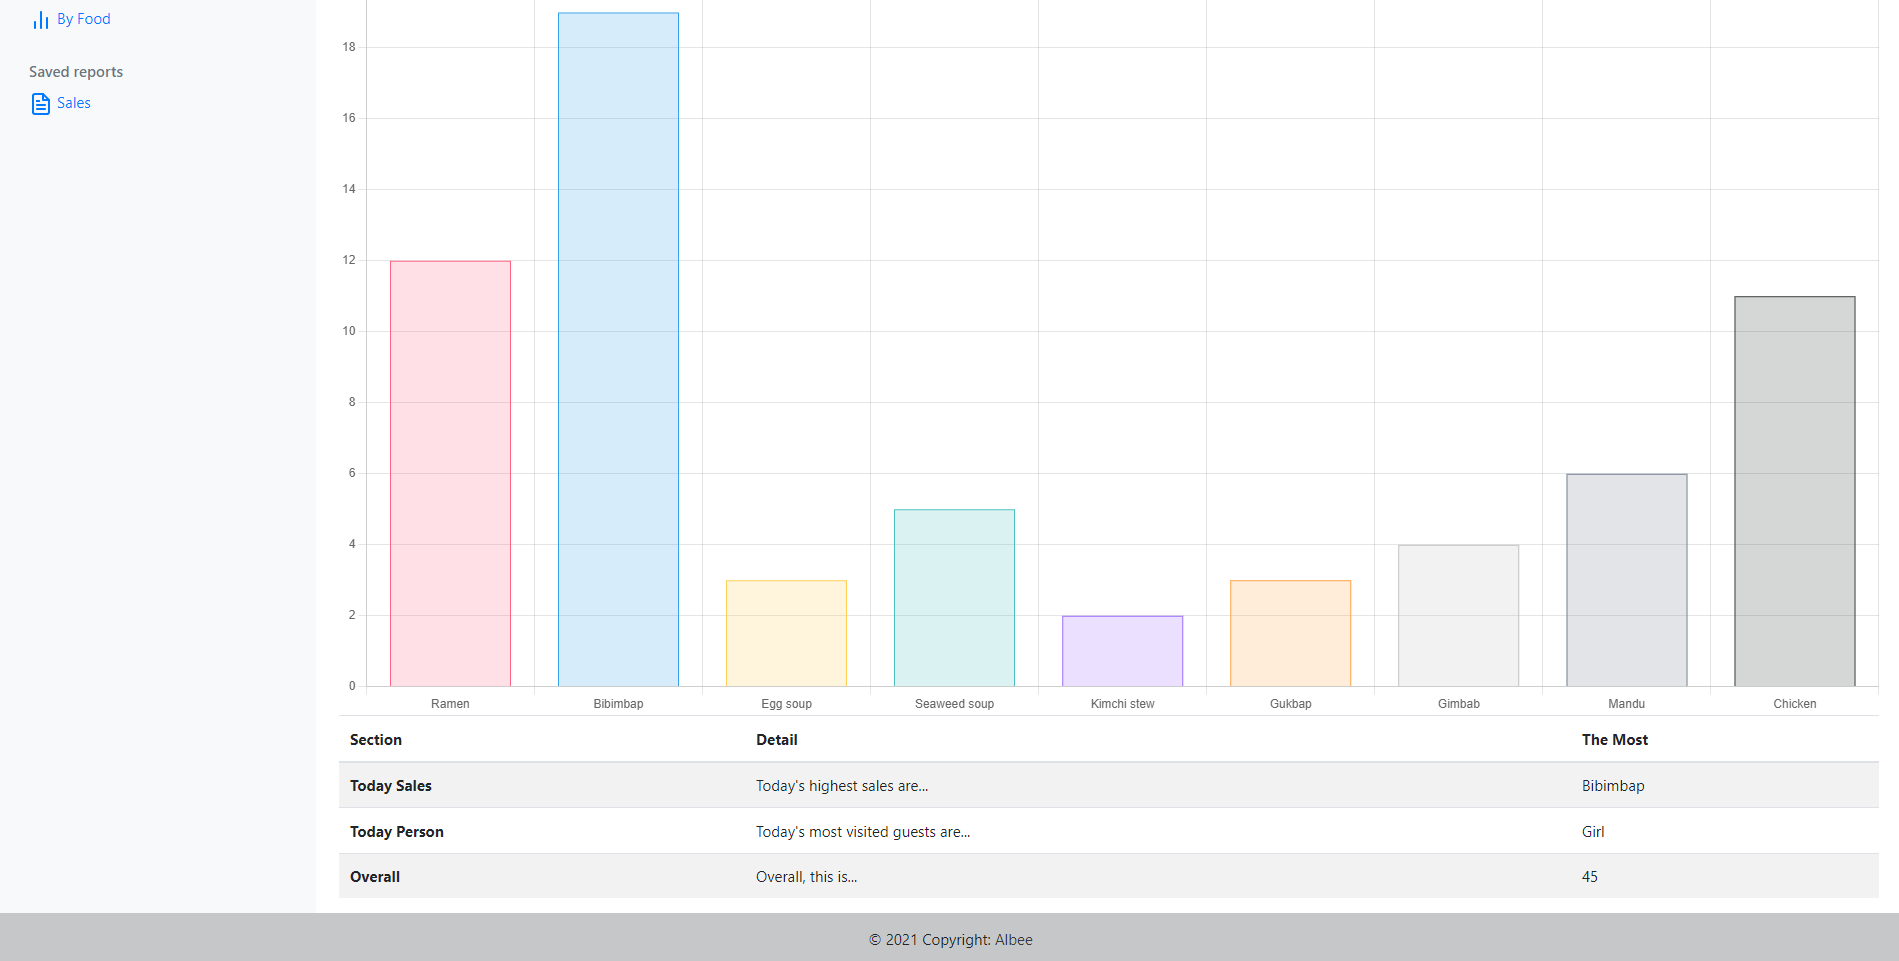 By Food
Saved reports
Sales
18
16
14
12
10
8
6
4
2
0
Ramen Bibimbap Egg soup Seaweed soup Kimchi stew Gukbap Gimbab Mandu Chicken
Section Detail The Most
Today Sales Today's highest sales are... Bibimbap
Today Person Today's most visited guests are... Girl
Overall Overall, this is... 45
© 2021 Copyright: Albee